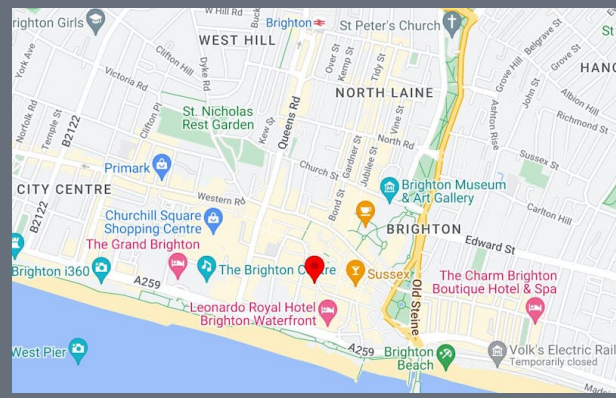 righton Girls
W Hill Rd
Buck
Brighton
St Peter's Church
Belgrave St
Grove St
St
WEST HILL
HANO
York Ave
Clifton Hill
Dyke Rd
Over St
Kemp St
Tidy St
Grove Hill
John St
Albion Hill
Victoria Rd
NORTH LAINE
Ashton Rise
Richmond St
Norfolk Rd
Temple St
B2122
Clifton Pl
St. Nicholas
Rest Garden
Kew St
Queens Rd
North Rd
Vine St
Gardner St
Jubilee St
Sussex St
Primark
Church St
Brighton Museum
& Art Gallery
CITY CENTRE
Western Rd
Bond St
Carlton Hill
B2122
Churchill Square
Shopping Centre
BRIGHTON
Edward St
The Grand Brighton
Brighton i360
The Brighton Centre
Sussex
The Charm Brighton
Boutique Hotel & Spa
A259
Leonardo Royal Hotel
Brighton Waterfront
Old Steine
West Pier
A259
Brighton
Beach
Volk's Electric Rail
Temporarily closed
Made